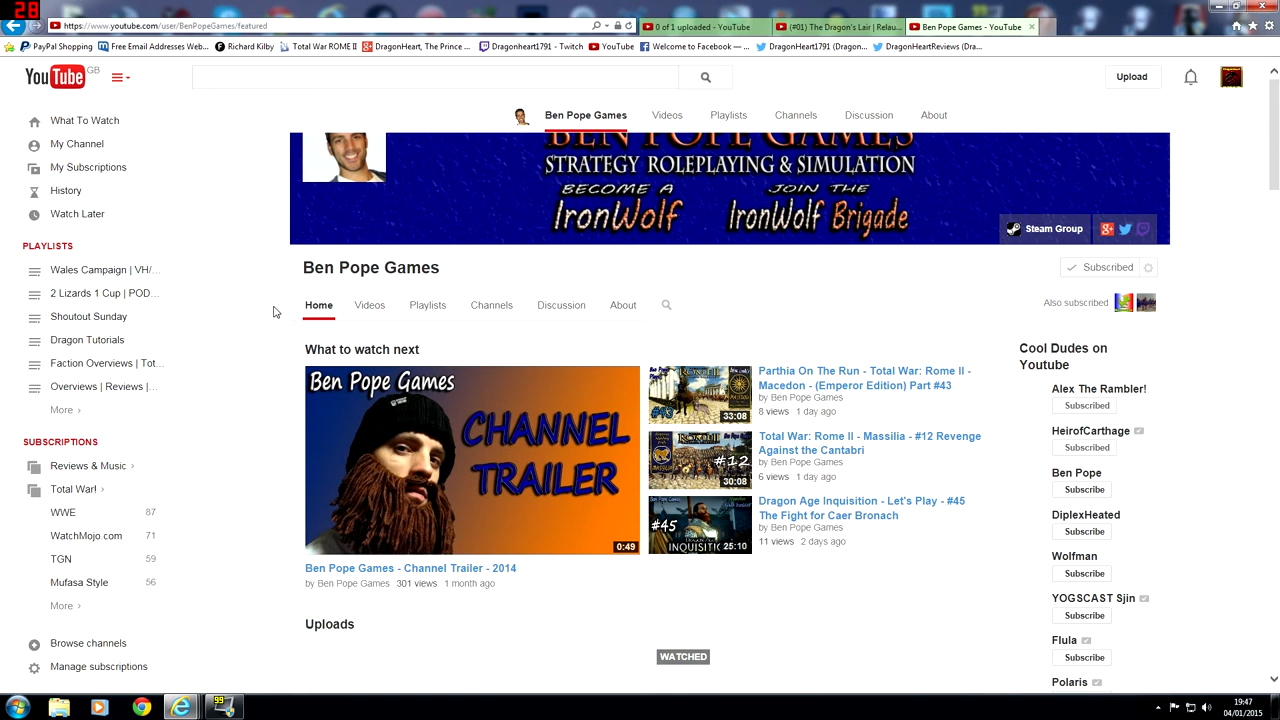 28
https://www.youtube.com/user/BenPopeGames/featured
0 of 1 uploaded - YouTube
(#01) The Dragon's Lair | Relau...
Ben Pope Games - YouTube
PayPal Shopping
Free Email Addresses Web...
Richard Kilby
Total War ROME II
DragonHeart, The Prince ...
Dragonheart1791 - Twitch
YouTube
Welcome to Facebook — ...
DragonHeart1791 (Dragon...
DragonHeartReviews (Dra...
YouTube GB
Upload
Ben Pope Games
Videos
Playlists
Channels
Discussion
About
What To Watch
My Channel
My Subscriptions
History
Watch Later
PLAYLISTS
Wales Campaign | VH/...
2 Lizards 1 Cup | POD...
Shoutout Sunday
Dragon Tutorials
Faction Overviews | Tot...
Overviews | Reviews |...
More ›
SUBSCRIPTIONS
Reviews & Music ›
Total War! ›
WWE 87
WatchMojo.com 71
TGN 59
Mufasa Style 56
More ›
Browse channels
Manage subscriptions
BEN POPE GAMES
STRATEGY ROLEPLAYING & SIMULATION
BECOME A JOIN THE
IronWolf IronWolf Brigade
Steam Group
Ben Pope Games
Subscribed
Home Videos Playlists Channels Discussion About
Also subscribed
What to watch next
Ben Pope Games
CHANNEL
TRAILER
0:49
Ben Pope Games - Channel Trailer - 2014
by Ben Pope Games 301 views 1 month ago
#43
33:08
Parthia On The Run - Total War: Rome II -
Macedon - (Emperor Edition) Part #43
by Ben Pope Games
8 views 1 day ago
#12
30:08
Total War: Rome II - Massilia - #12 Revenge
Against the Cantabri
by Ben Pope Games
6 views 1 day ago
#45
INQUISITIO
25:10
Dragon Age Inquisition - Let's Play - #45
The Fight for Caer Bronach
by Ben Pope Games
11 views 2 days ago
Uploads
WATCHED
Cool Dudes on
Youtube
Alex The Rambler!
Subscribed
HeirofCarthage
Subscribed
Ben Pope
Subscribe
DiplexHeated
Subscribe
Wolfman
Subscribe
YOGSCAST Sjin
Subscribe
Flula
Subscribe
Polaris
99
19:47
04/01/2015